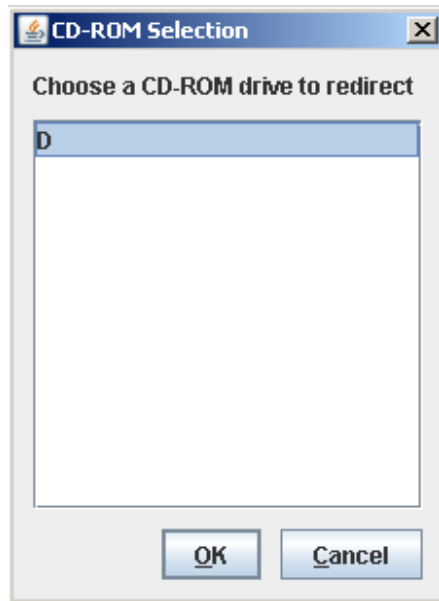 CD-ROM Selection
Choose a CD-ROM drive to redirect
D
OK
Cancel